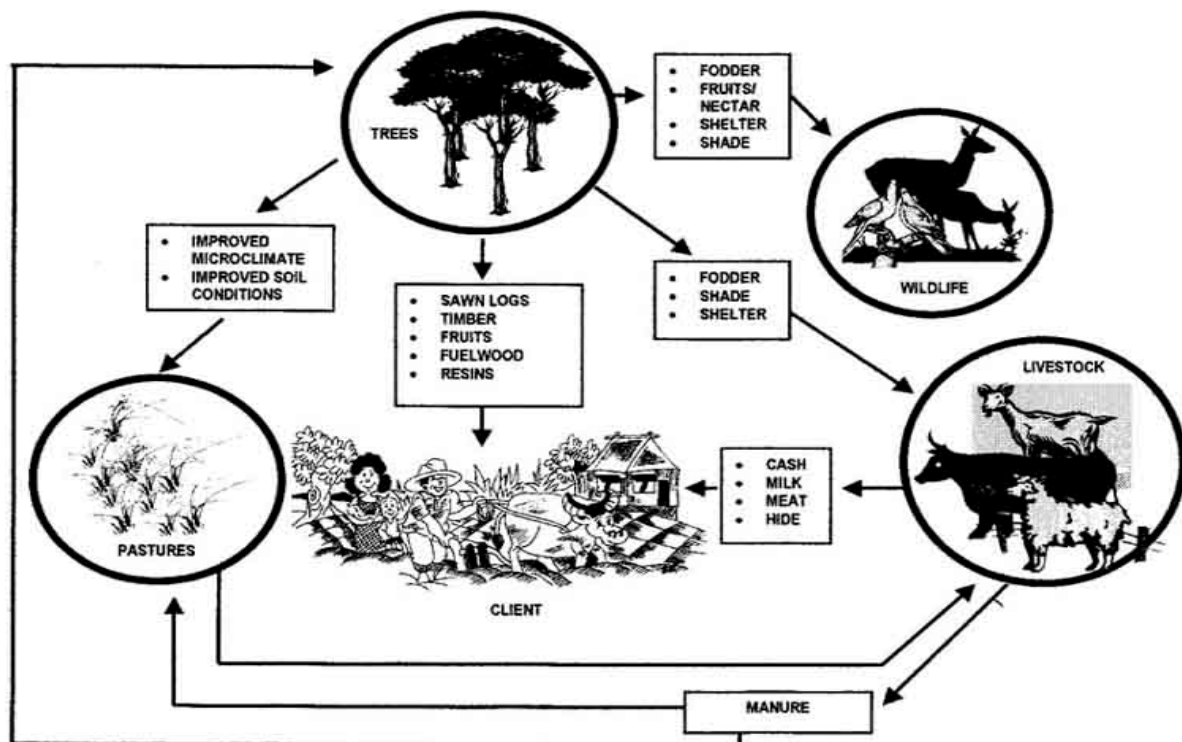 TREES
• FODDER
• FRUITS/
NECTAR
• SHELTER
• SHADE
WILDLIFE
• IMPROVED
MICROCLIMATE
• IMPROVED SOIL
CONDITIONS
• SAWN LOGS
• TIMBER
• FRUITS
• FUELWOOD
• RESINS
• FODDER
• SHADE
• SHELTER
LIVESTOCK
• CASH
• MILK
• MEAT
• HIDE
PASTURES
CLIENT
MANURE